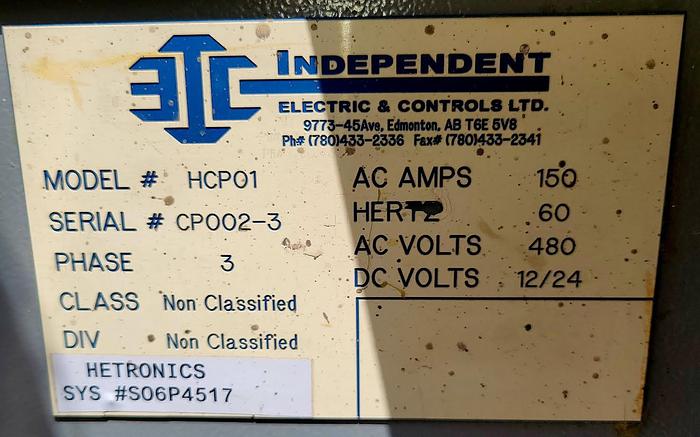 INDEPENDENT
ELECTRIC & CONTROLS LTD.
9773-45Ave, Edmonton, AB T6E 5V8
Ph# (780)433-2336 Fax# (780)433-2341
MODEL # HCP01
SERIAL # CP002-3
PHASE 3
CLASS Non Classified
DIV Non Classified
HETRONICS
SYS #S06P4517
AC AMPS 150
HERTZ 60
AC VOLTS 480
DC VOLTS 12/24